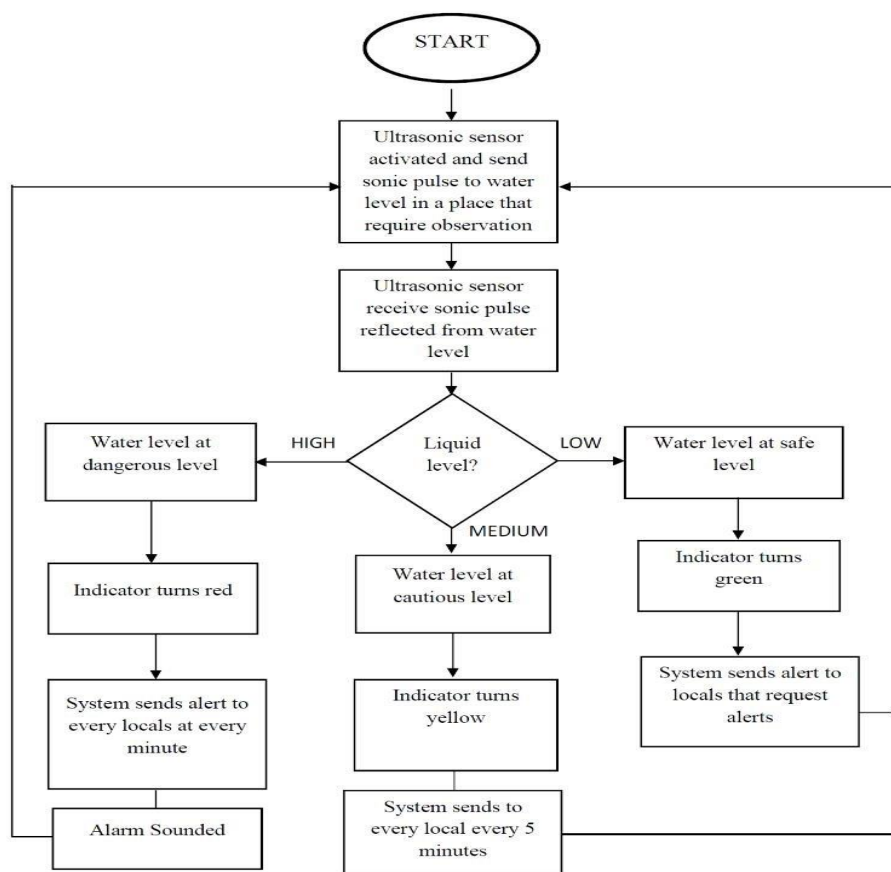 START
Ultrasonic sensor
activated and send
sonic pulse to water
level in a place that
require observation
Ultrasonic sensor
receive sonic pulse
reflected from water
level
Liquid
level?
HIGH
LOW
MEDIUM
Water level at
dangerous level
Indicator turns red
System sends alert to
every locals at every
minute
Alarm Sounded
Water level at
cautious level
Indicator turns
yellow
System sends to
every local every 5
minutes
Water level at safe
level
Indicator turns
green
System sends alert to
locals that request
alerts